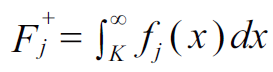 F_j^+ = ∫_K^∞ f_j(x)dx